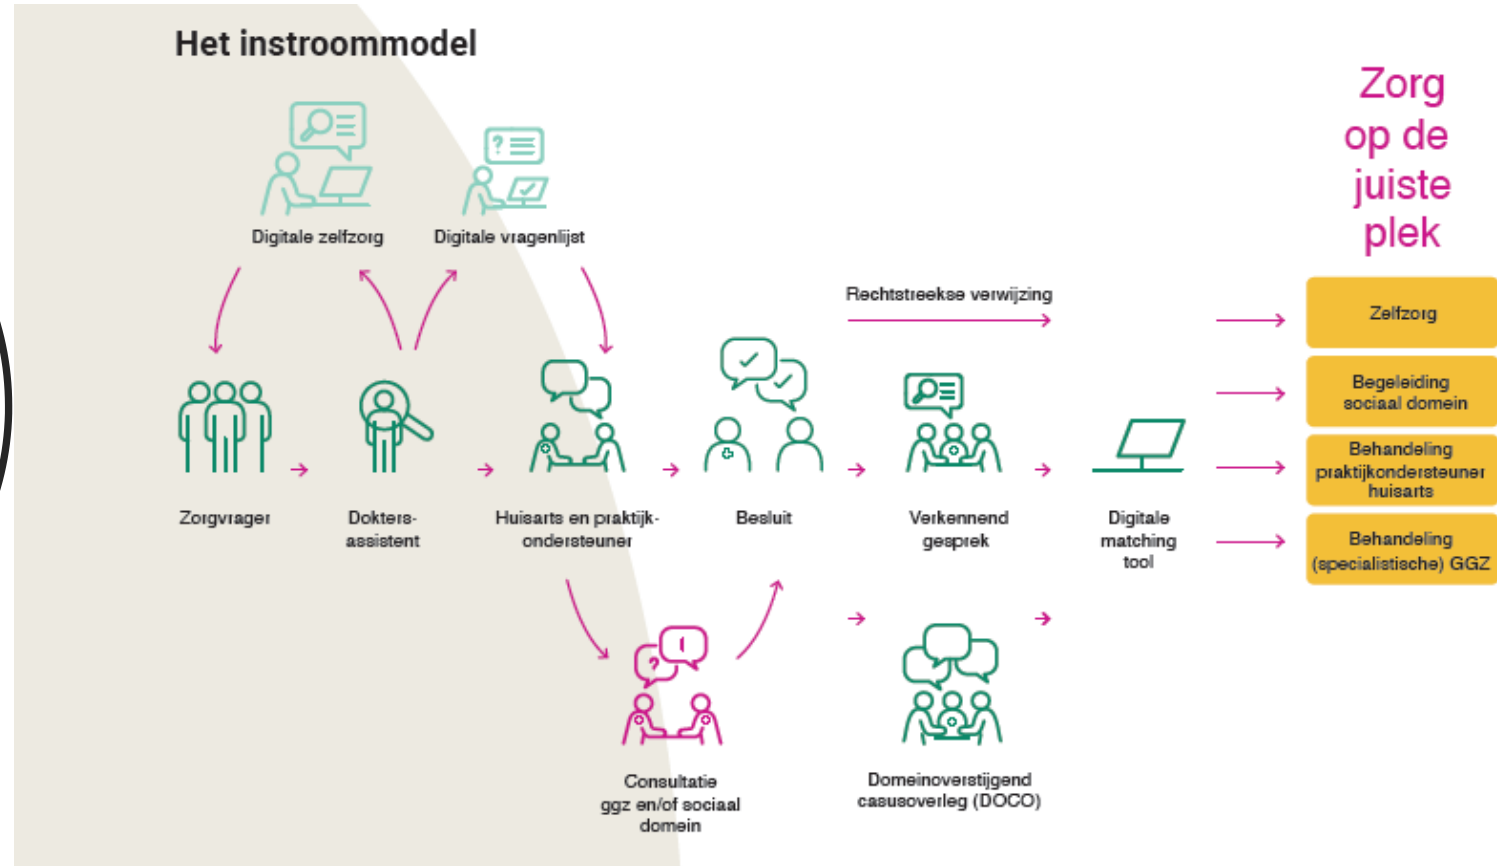 Het instroommodel
Zorg
op de
juiste
plek
?
Digitale zelfzorg
Digitale vragenlijst
Rechtstreekse verwijzing
Zelfzorg
Begeleiding
sociaal domein
Behandeling
praktijkondersteuner
huisarts
Behandeling
(specialistische) GGZ
Zorgvrager
Dokters-
assistent
Huisarts en praktijk-
ondersteuner
Besluit
Verkennend
gesprek
Digitale
matching
tool
?
Consultatie
ggz en/of sociaal
domein
Domeinoverstijgend
casusoverleg (DOCO)